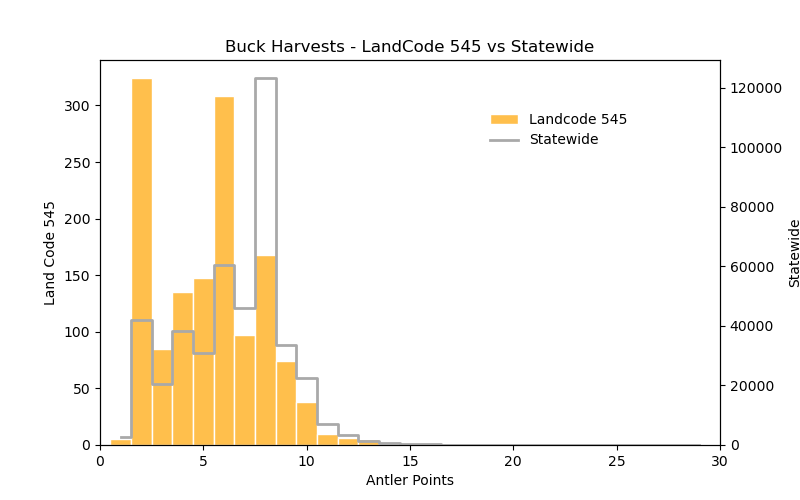 Buck Harvests - LandCode 545 vs Statewide
Landcode 545
Statewide
Land Code 545
300
250
200
150
100
50
0
120000
100000
80000
60000
40000
20000
0
Statewide
0 5 10 15 20 25 30
Antler Points